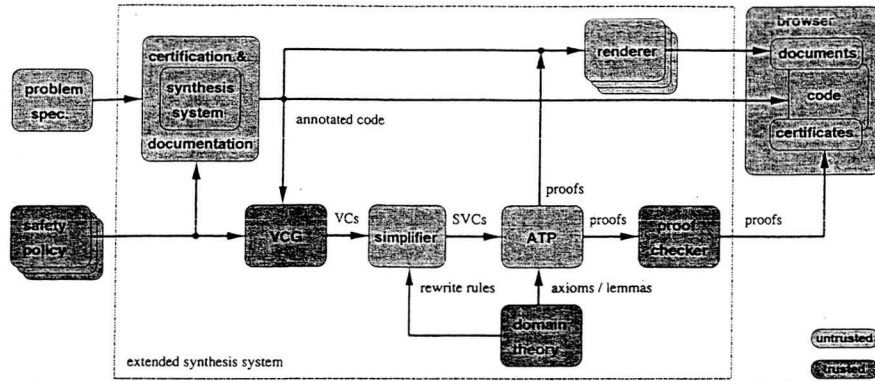 browser
certification &
renderer
documents
problem
spec.
synthesis
system
code
annotated code
documentation
certificates
proofs
safety
policy
VCG
VCs
simplifier
SVCs
ATP
proofs
proof
checker
proofs
rewrite rules
axioms / lemmas
domain
theory
untrusted
extended synthesis system
trusted